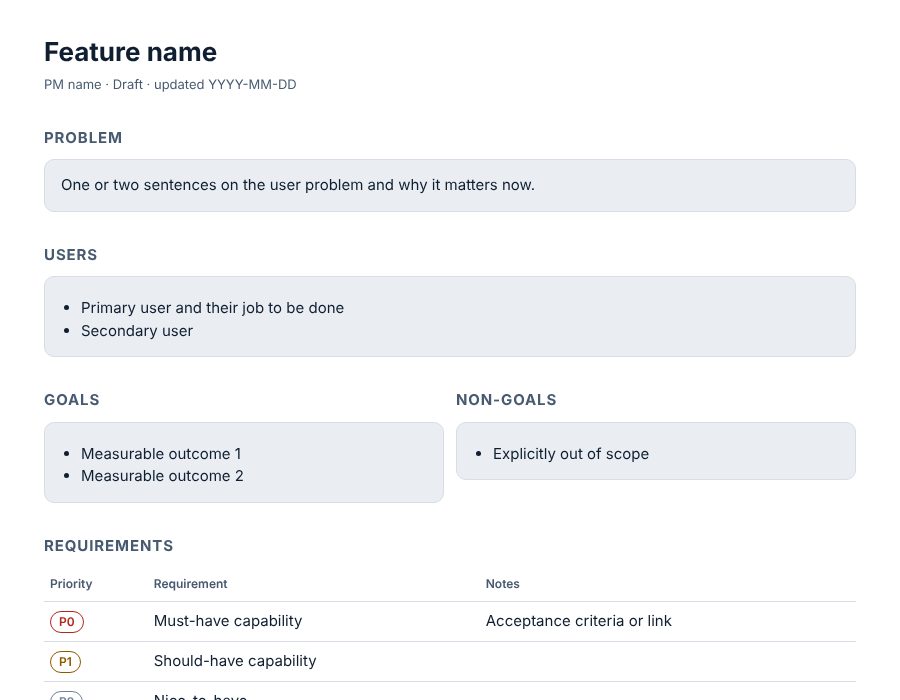 Feature name
PM name · Draft · updated YYYY-MM-DD
PROBLEM
One or two sentences on the user problem and why it matters now.
USERS
• Primary user and their job to be done
• Secondary user
GOALS
• Measurable outcome 1
• Measurable outcome 2
NON-GOALS
• Explicitly out of scope
REQUIREMENTS
Priority Requirement Notes
P0 Must-have capability Acceptance criteria or link
P1 Should-have capability